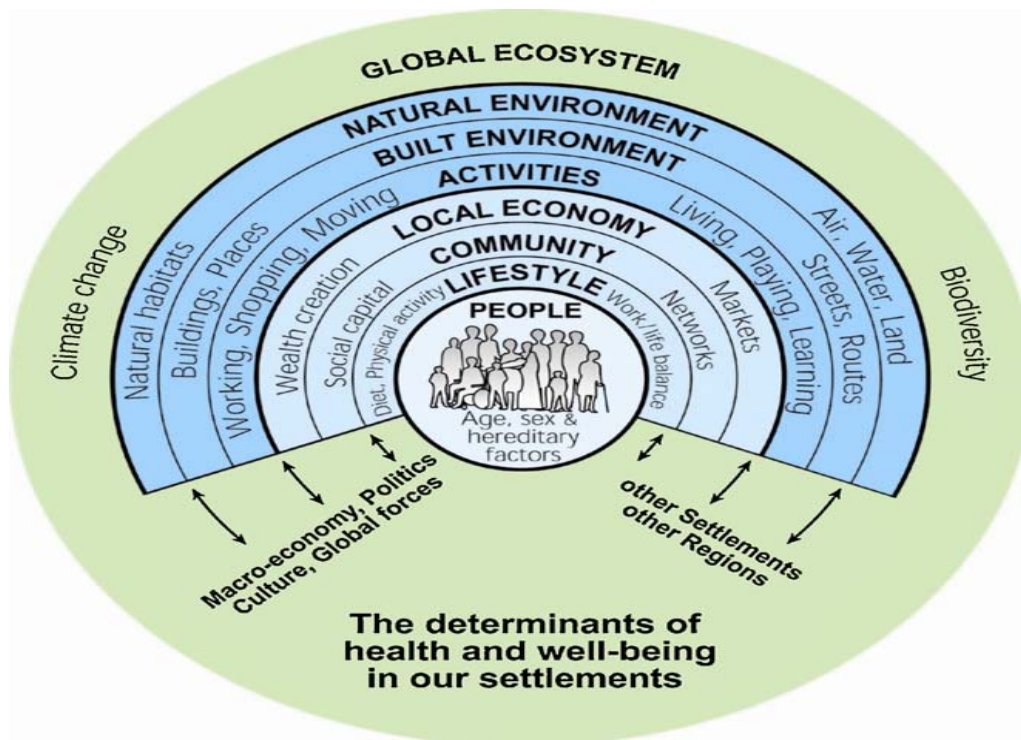 GLOBAL ECOSYSTEM
NATURAL ENVIRONMENT
BUILT ENVIRONMENT
ACTIVITIES
LOCAL ECONOMY
COMMUNITY
LIFESTYLE
PEOPLE
Age, sex &
hereditary
factors
Climate change
Natural habitats
Buildings, Places
Working, Shopping, Moving
Wealth creation
Social capital
Diet, Physical activity
Work/life balance
Networks
Markets
Living, Playing, Learning
Streets, Routes
Air, Water, Land
Biodiversity
Macro-economy, Politics
Culture, Global forces
other Settlements
other Regions
The determinants of
health and well-being
in our settlements